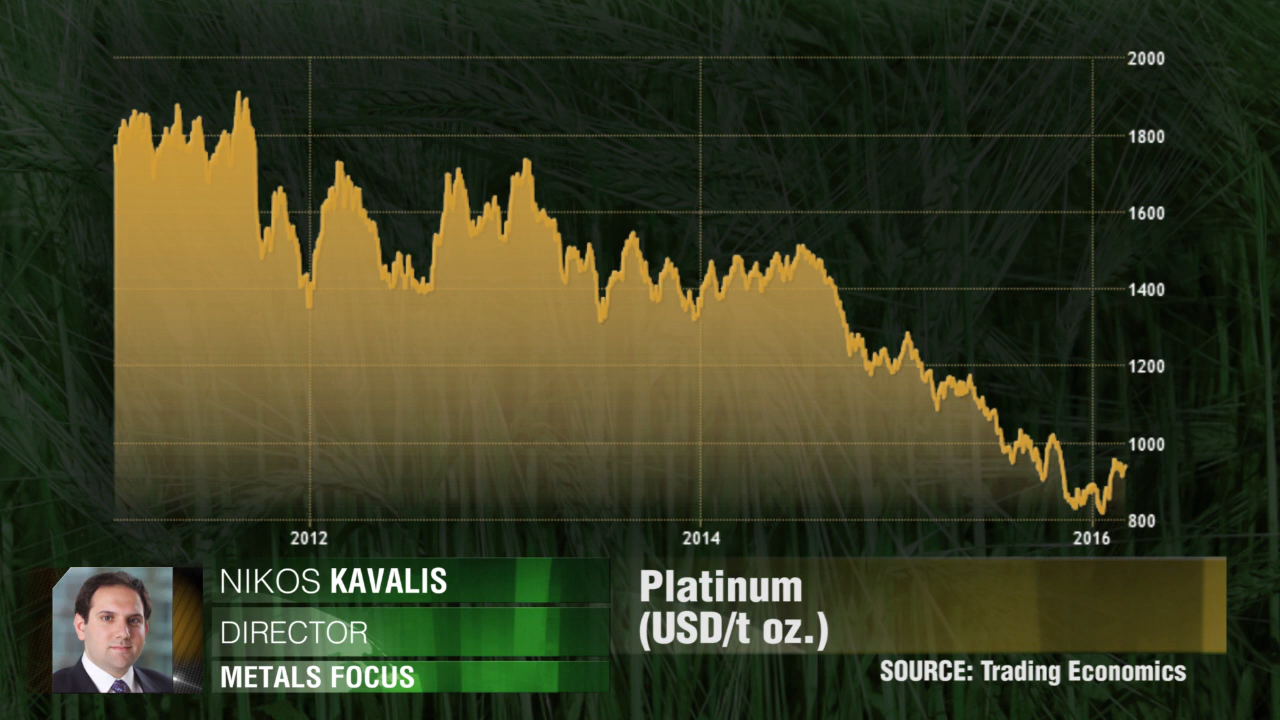 2000
1800
1600
1400
1200
1000
800
2012 2014 2016
NIKOS KAVALIS
DIRECTOR
METALS FOCUS
Platinum
(USD/t oz.)
SOURCE: Trading Economics